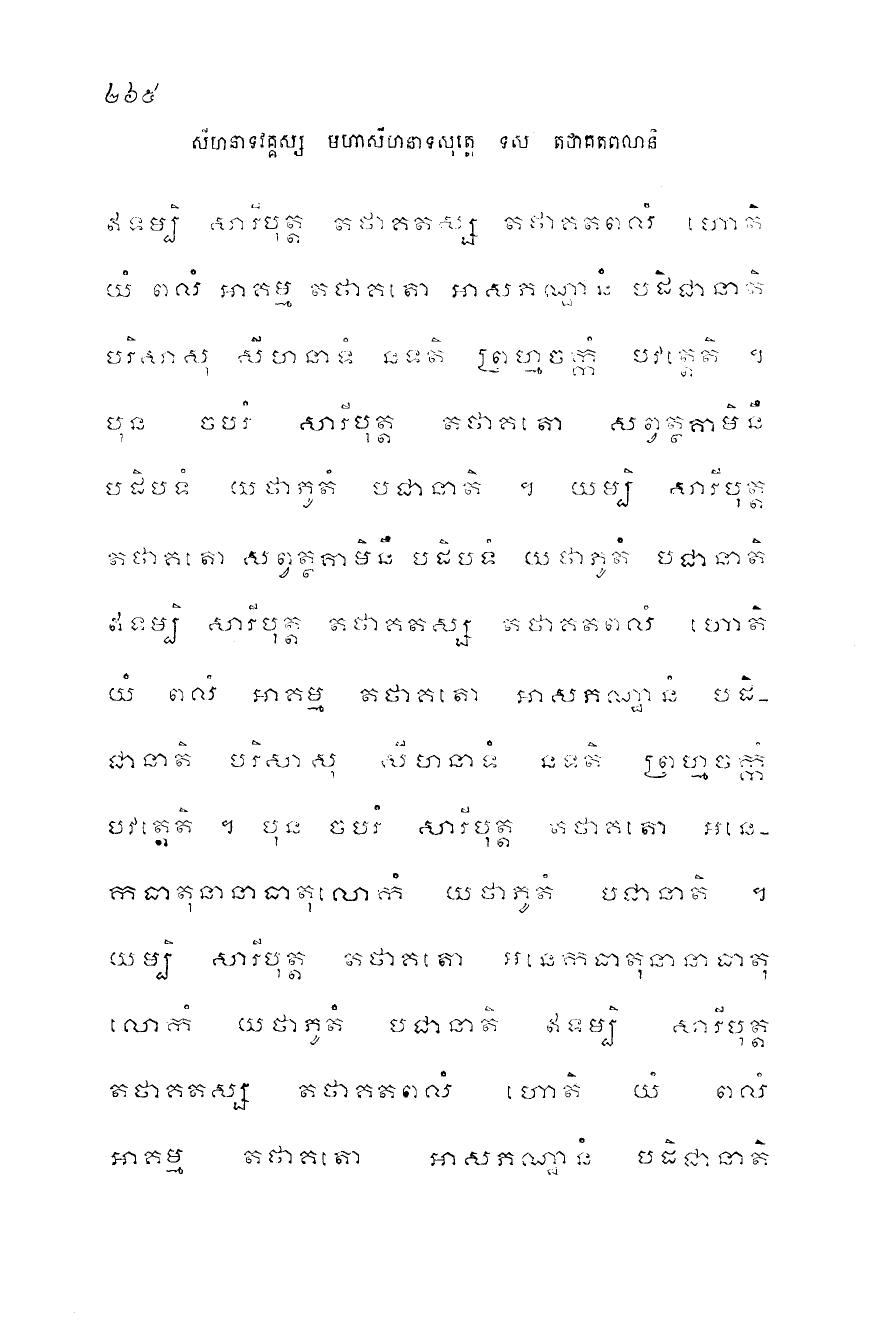 ២៦៥
សីហនាទវគ្គស្ស មហាសីហនាទសុត្តេ ទស តថាគតពលានិ
ឥទម្បិ សារីបុត្ត តថាគតស្ស តថាគតពលំ ហោតិ
យំ ពលំ អាគម្ម តថាគតោ អាសភណ្ឋានំ បដិជានាតិ
បរិសាសុ សីហនាទំ នទតិ ព្រហ្មចក្កំ បវត្តេតិ ។
បុន ចបរំ សារីបុត្ត តថាគតោ សព្វត្ថគាមិនឹ
បដិបទំ យថាភូតំ បជានាតិ ។ យម្បិ សារីបុត្ត
តថាគតោ សព្វត្ថគាមិនឹ បដិបទំ យថាភូតំ បជានាតិ
ឥទម្បិ សារីបុត្ត តថាគតស្ស តថាគតពលំ ហោតិ
យំ ពលំ អាគម្ម តថាគតោ អាសភណ្ឋានំ បដិ-
ជានាតិ បរិសាសុ សីហនាទំ នទតិ ព្រហ្មចក្កំ
បវត្តេតិ ។ បុន ចបរំ សារីបុត្ត តថាគតោ អនេ-
កធាតុនានាធាតុលោកំ យថាភូតំ បជានាតិ ។
យម្បិ សារីបុត្ត តថាគតោ អនេកធាតុនានាធាតុ
លោកំ យថាភូតំ បជានាតិ ឥទម្បិ សារីបុត្ត
តថាគតស្ស តថាគតពលំ ហោតិ យំ ពលំ
អាគម្ម តថាគតោ អាសភណ្ឋានំ បដិជានាតិ